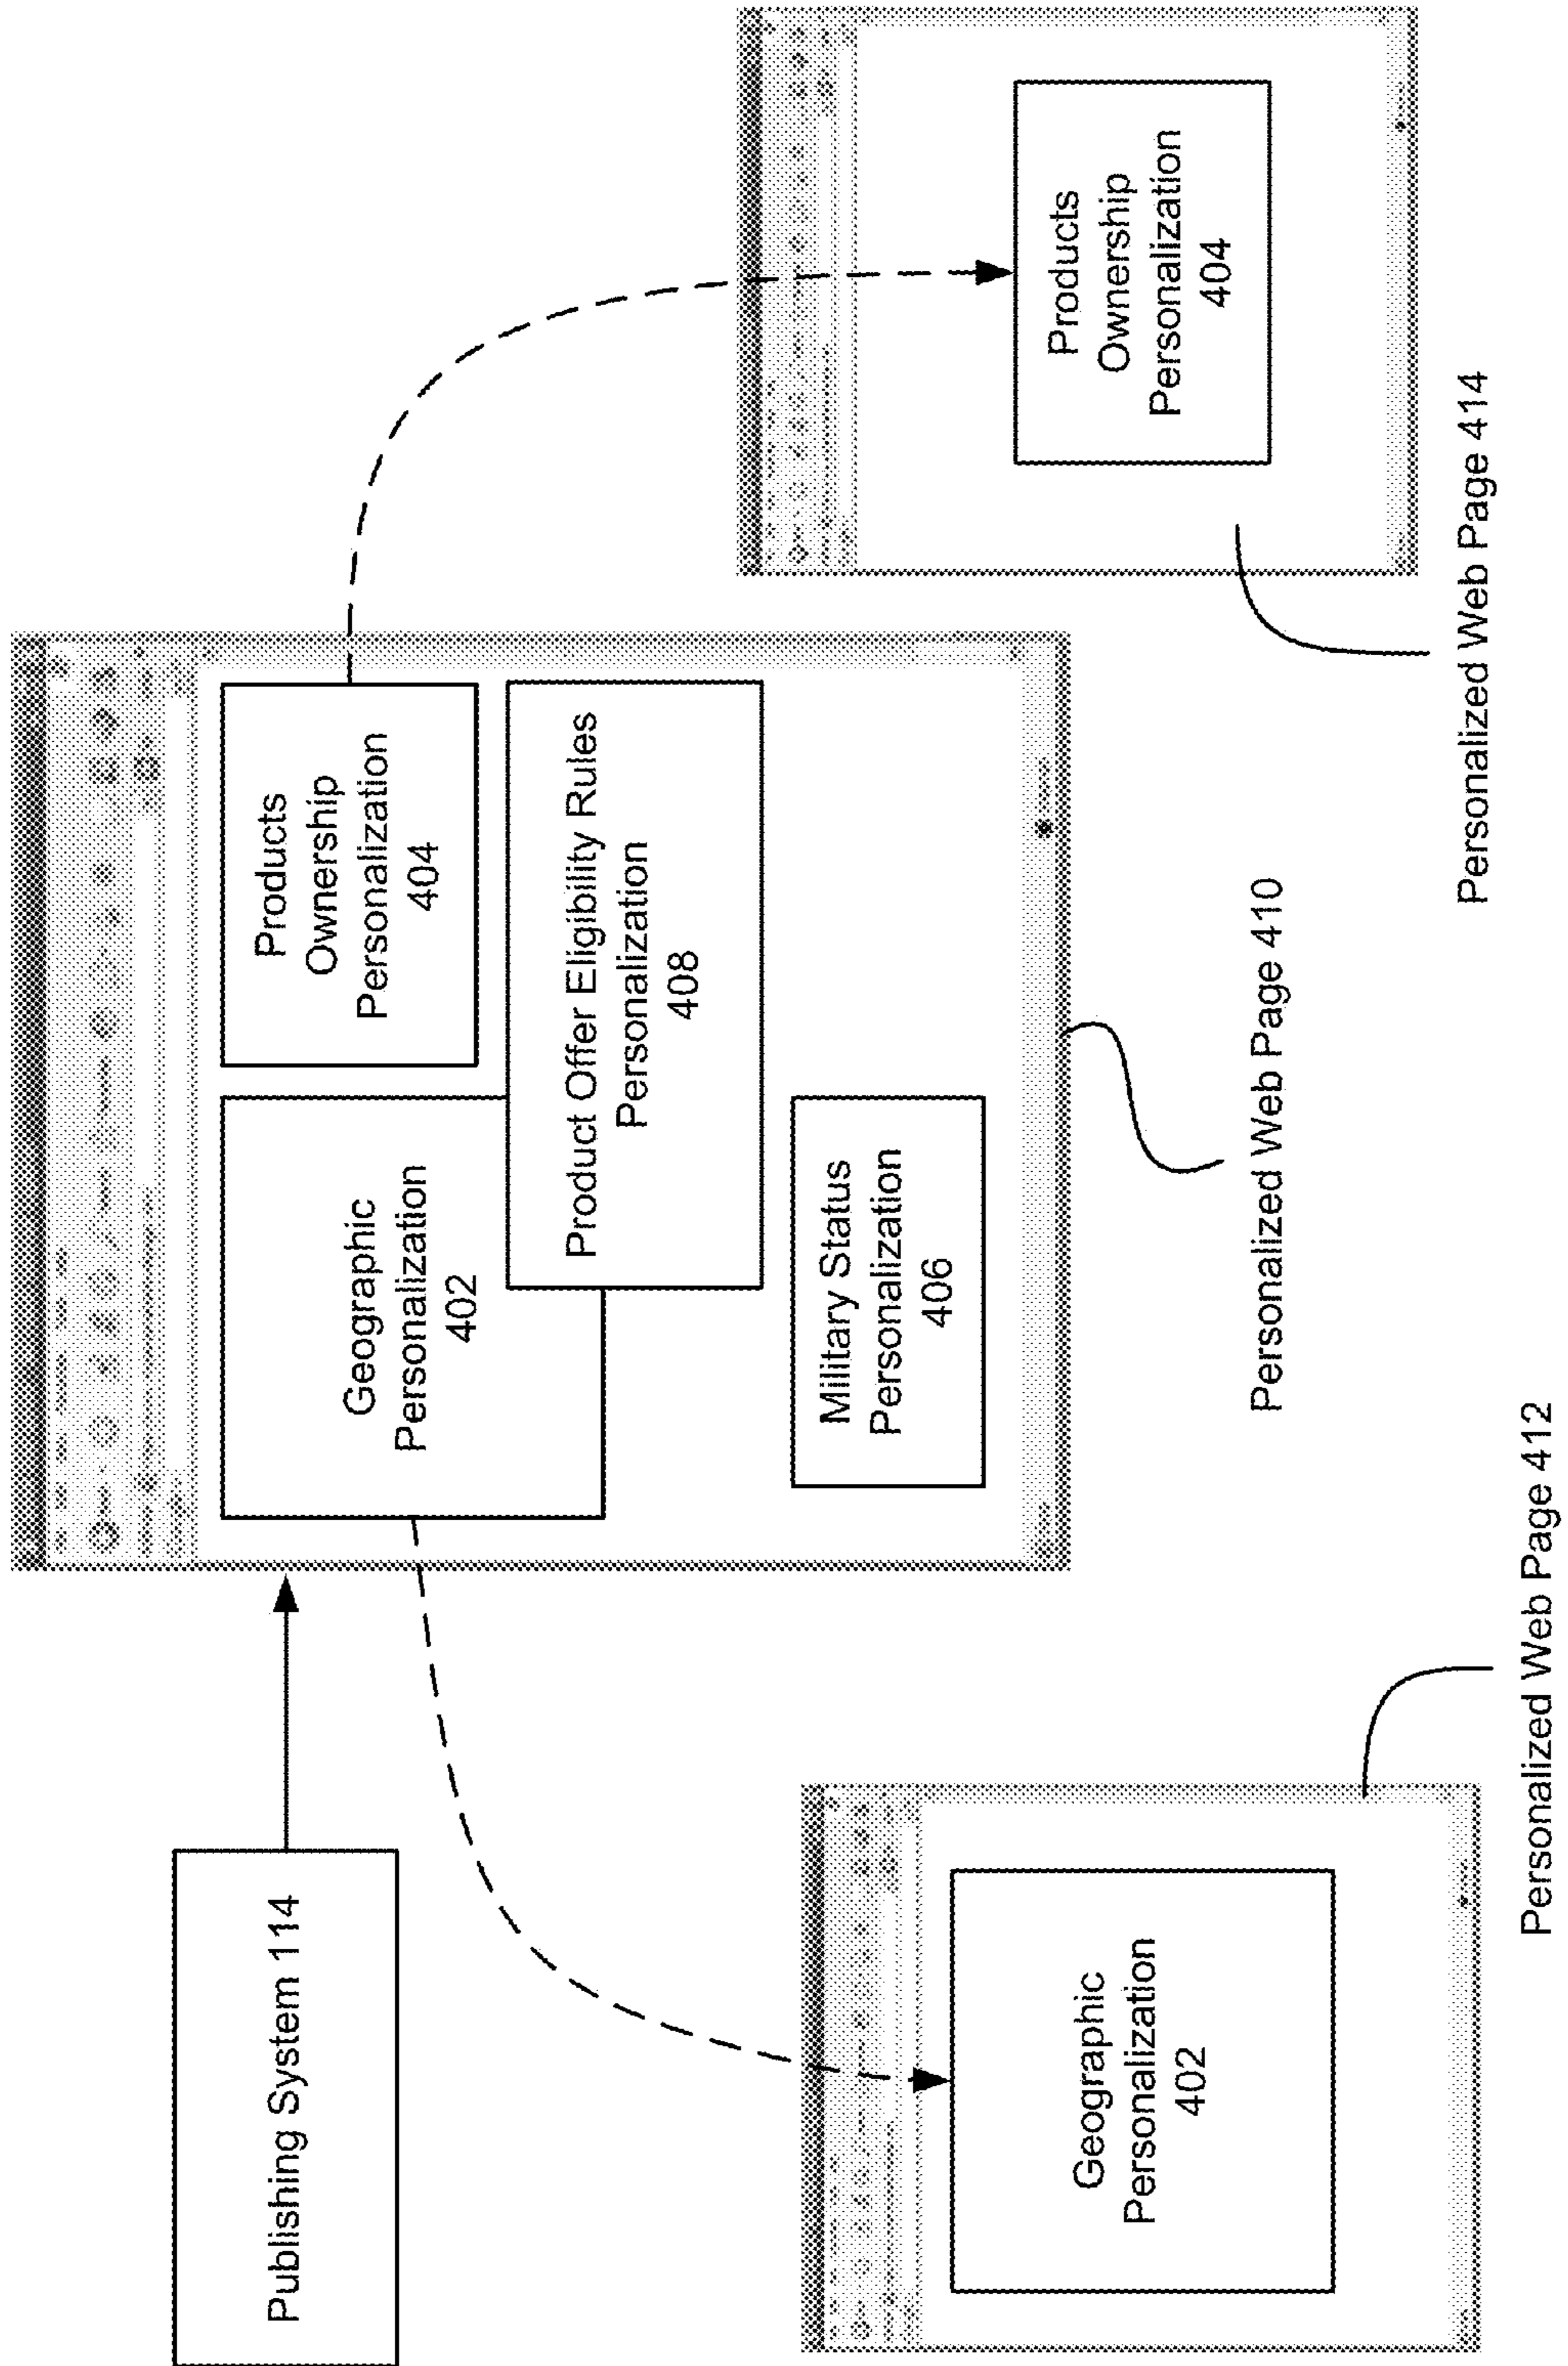 Publishing System 114
Geographic
Personalization
402
Products
Ownership
Personalization
404
Product Offer Eligibility Rules
Personalization
408
Military Status
Personalization
406
Personalized Web Page 410
Geographic
Personalization
402
Personalized Web Page 412
Products
Ownership
Personalization
404
Personalized Web Page 414